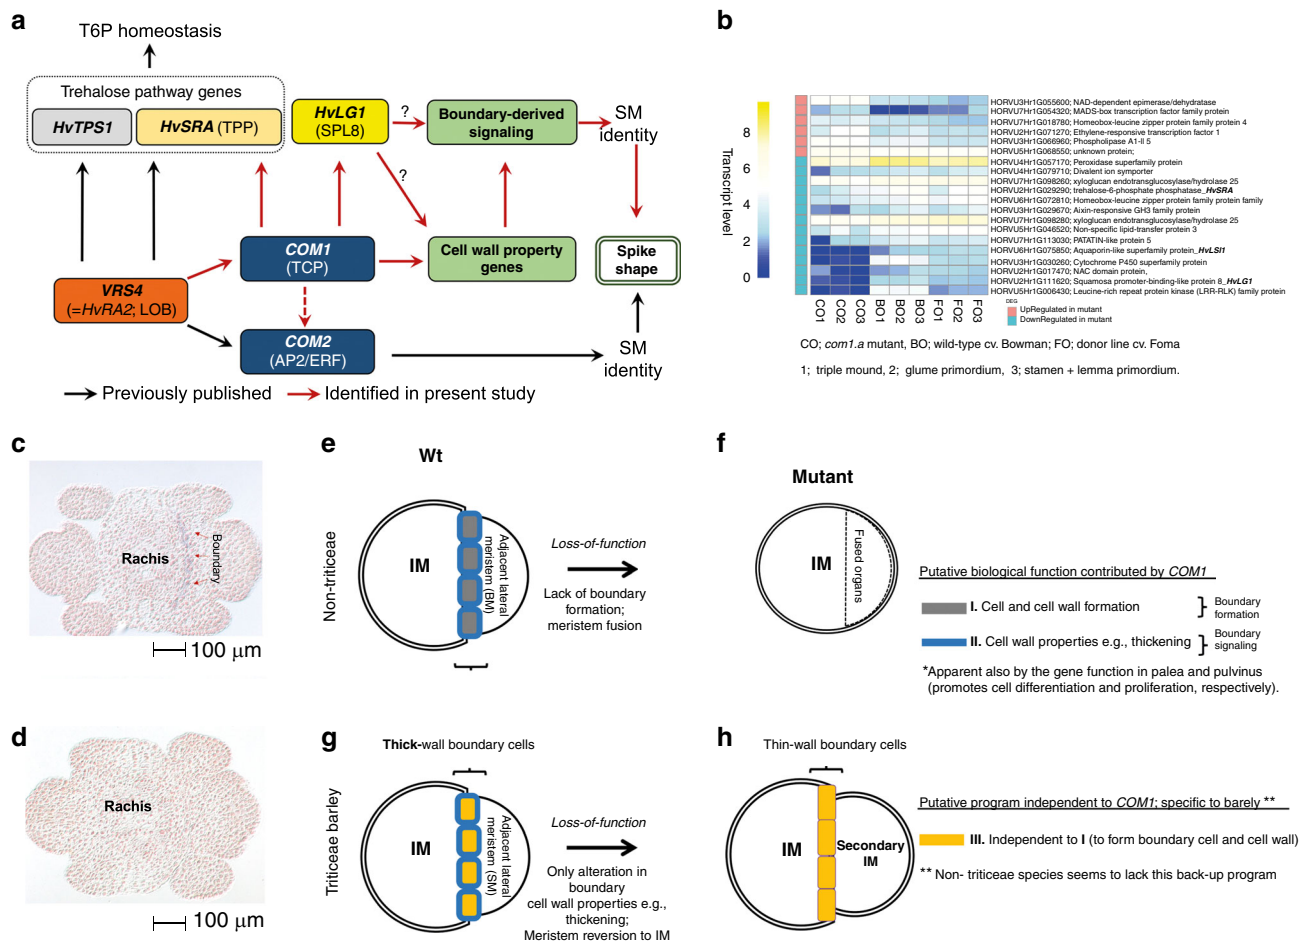 a
T6P homeostasis
Trehalose pathway genes
HvTPS1
HvSRA (TPP)
HvLG1
(SPL8)
?
?
Boundary-derived
signaling
SM
identity
COM1
(TCP)
Cell wall property
genes
Spike
shape
VRS4
(=HvRA2; LOB)
COM2
(AP2/ERF)
SM
identity
Previously published
Identified in present study
b
8
6
4
2
0
Transcript level
HORVU3Hr1G055600; NAD-dependent epimerase/dehydratase
HORVU7Hr1G054320; MADS-box transcription factor family protein
HORVU7Hr1G018780; Homeobox-leucine zipper protein family protein 4
HORVU2Hr1G071270; Ethylene-responsive transcription factor 1
HORVU3Hr1G066960; Phospholipase A1-II 5
HORVU5Hr1G068550; unknown protein;
HORVU4Hr1G057170; Peroxidase superfamily protein
HORVU4Hr1G079710; Divalent ion symporter
HORVU7Hr1G098260; xyloglucan endotransglucosylase/hydrolase 25
HORVU2Hr1G029290; trehalose-6-phosphate phosphatase_HvSRA
HORVU6Hr1G072810; Homeobox-leucine zipper protein family protein family
HORVU3Hr1G029670; Aixin-responsive GH3 family protein
HORVU7Hr1G098280; xyloglucan endotransglucosylase/hydrolase 25
HORVU5Hr1G046520; Non-specific lipid-transfer protein 3
HORVU7Hr1G113030; PATATIN-like protein 5
HORVU6Hr1G075850; Aquaporin-like superfamily protein_HvLSI1
HORVU3Hr1G030260; Cytochrome P450 superfamily protein
HORVU2Hr1G017470; NAC domain protein,
HORVU2Hr1G111620; Squamosa promoter-binding-like protein 8_HvLG1
HORVU5Hr1G006430; Leucine-rich repeat protein kinase (LRR-RLK) family protein
CO1
CO2
CO3
BO1
BO2
BO3
FO1
FO2
FO3
DEG
UpRegulated in mutant
DownRegulated in mutant
CO; com1.a mutant, BO; wild-type cv. Bowman; FO; donor line cv. Foma
1; triple mound, 2; glume primordium, 3; stamen + lemma primordium.
c
Rachis
Boundary
100 µm
d
Rachis
100 µm
e
Wt
Non-triticeae
IM
Adjacent lateral
meristem (BM)
Loss-of-function
Lack of boundary
formation;
meristem fusion
f
Mutant
IM
Fused organs
Putative biological function contributed by COM1
I. Cell and cell wall formation
Boundary
formation
II. Cell wall properties e.g., thickening
Boundary
signaling
*Apparent also by the gene function in palea and pulvinus
(promotes cell differentiation and proliferation, respectively).
g
Thick-wall boundary cells
Triticeae barley
IM
Adjacent lateral
meristem (SM)
Loss-of-function
Only alteration in
boundary
cell wall properties e.g.,
thickening;
Meristem reversion to IM
h
Thin-wall boundary cells
IM
Secondary
IM
Putative program independent to COM1; specific to barely **
III. Independent to I (to form boundary cell and cell wall)
** Non- triticeae species seems to lack this back-up program